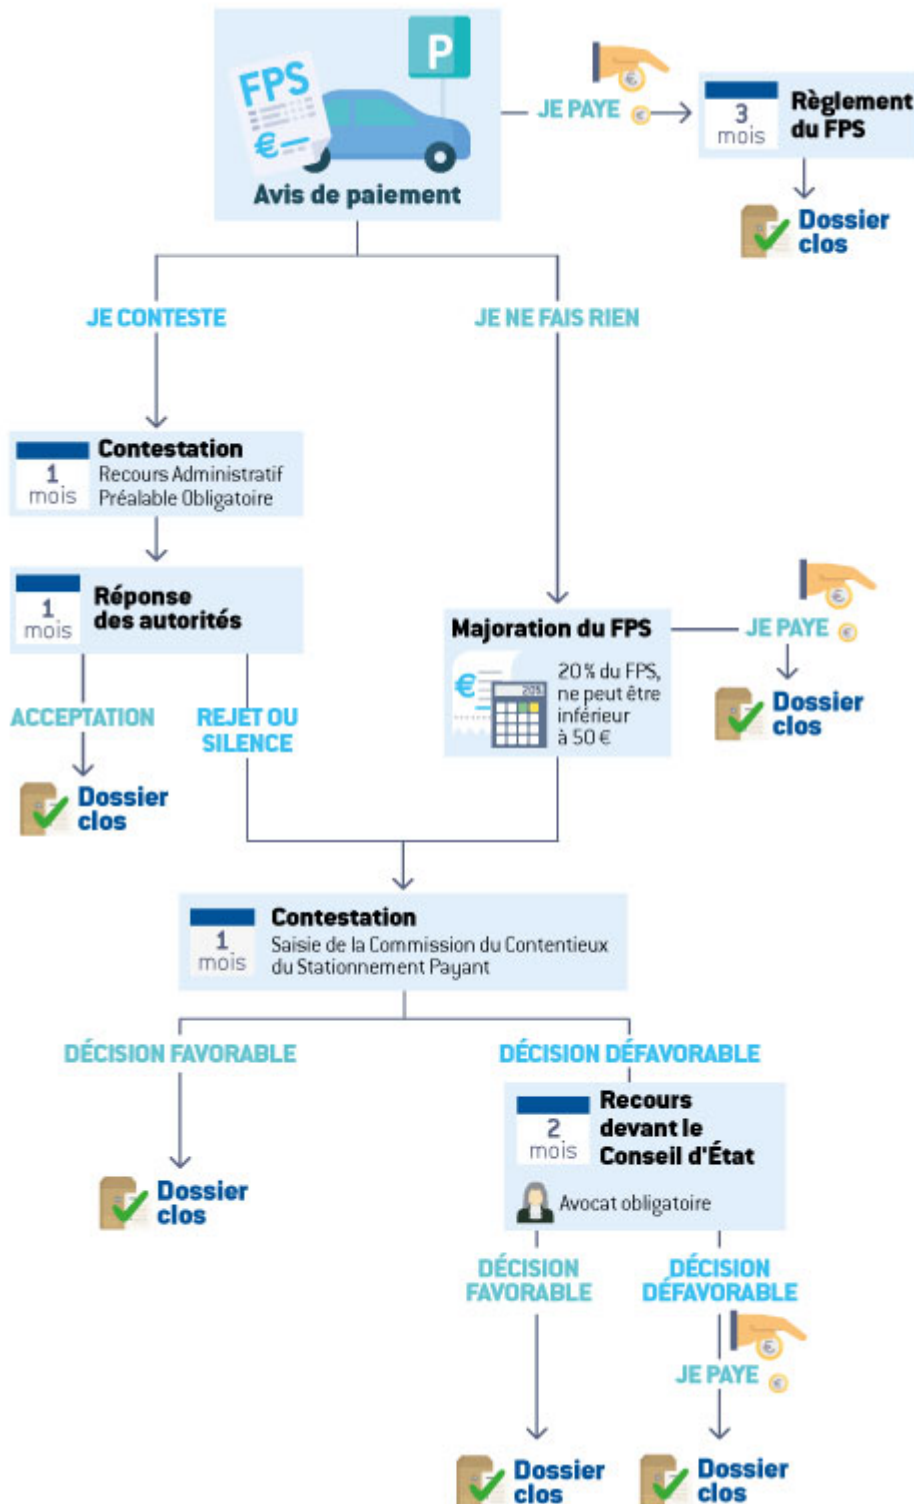 P
FPS
€
Avis de paiement
JE PAYE
€
€
3
mois
Règlement
du FPS
Dossier
clos
JE CONTESTE
JE NE FAIS RIEN
1
mois
Contestation
Recours Administratif
Préalable Obligatoire
1
mois
Réponse
des autorités
ACCEPTATION
REJET OU
SILENCE
Dossier
clos
Majoration du FPS
€
20%
20% du FPS,
ne peut être
inférieur
à 50 €
€
JE PAYE
€
Dossier
clos
1
mois
Contestation
Saisie de la Commission du Contentieux
du Stationnement Payant
DÉCISION FAVORABLE
DÉCISION DÉFAVORABLE
Dossier
clos
2
mois
Recours
devant le
Conseil d'État
Avocat obligatoire
DÉCISION
FAVORABLE
DÉCISION
DÉFAVORABLE
€
JE PAYE
€
Dossier
clos
Dossier
clos